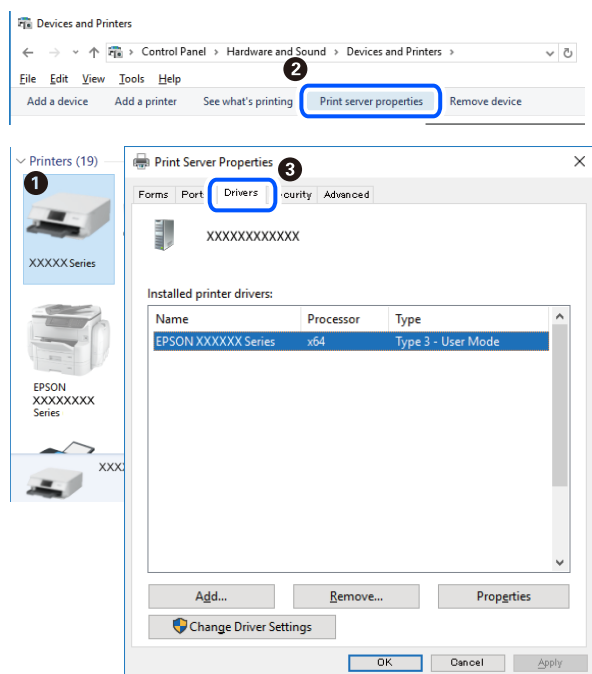 Devices and Printers
Control Panel > Hardware and Sound > Devices and Printers >
2
File Edit View Tools Help
Add a device Add a printer See what's printing Print server properties Remove device
Printers (19)
1
XXXXX Series
EPSON
XXXXXXXX
Series
XXX
Print Server Properties
3
Forms Port Drivers curity Advanced
XXXXXXXXXXXX
Installed printer drivers:
Name Processor Type
EPSON XXXXXX Series x64 Type 3 - User Mode
Add... Remove... Properties
Change Driver Settings
OK Cancel Apply